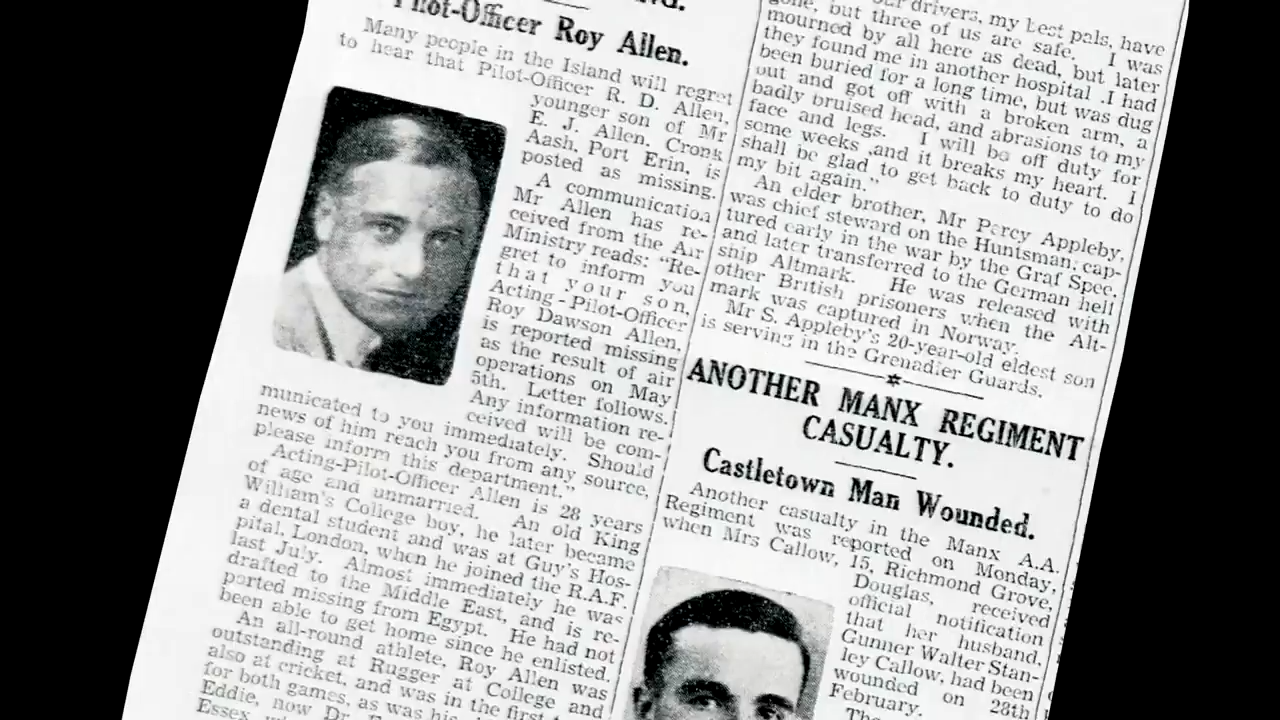 Pilot-Officer Roy Allen.
Many people in the Island will regret
to hear that Pilot-Officer R. D. Allen,
younger son of Mr
E. J. Allen, Cronk
Aash, Port Erin, is
posted as missing.
A communication
Mr Allen has re-
ceived from the Air
Ministry reads: "Re-
gret to inform you
that your son,
Acting-Pilot-Officer
Roy Dawson Allen,
is reported missing
as the result of air
operations on May
5th. Letter follows.
Any information re-
ceived will be com-
municated to you immediately. Should
news of him reach you from any source,
please inform this department."
Acting-Pilot-Officer Allen is 28 years
of age and unmarried. An old King
William's College boy, he later became
a dental student and was at Guy's Hos-
pital, London, when he joined the R.A.F.
last July. Almost immediately he was
drafted to the Middle East, and is re-
ported missing from Egypt. He had not
been able to get home since he enlisted.
An all-round athlete, Roy Allen was
outstanding at Rugger at College and
also at cricket, and was in the first
for both games, as was his
Eddie, now Dr.
Essex
drivers, my best pals, have
gone, but three of us are safe. I was
mourned by all here as dead, but later
they found me in another hospital .I had
been buried for a long time, but was dug
out and got off with a broken arm, a
badly bruised head, and abrasions to my
face and legs. I will be off duty for
some weeks ,and it breaks my heart. I
shall be glad to get back to duty to do
my bit again."
An elder brother, Mr Percy Appleby,
was chief steward on the Huntsman, cap-
tured early in the war by the Graf Spee,
and later transferred to the German hell
ship Altmark. He was released with
other British prisoners when the Alt-
mark was captured in Norway.
Mr S. Appleby's 20-year-old eldest son
is serving in the Grenadier Guards.
ANOTHER MANX REGIMENT
CASUALTY.
Castletown Man Wounded.
Another casualty in the Manx A.A.
Regiment was reported on Monday,
when Mrs Callow, 15, Richmond Grove,
Douglas, received
official notification
that her husband,
Gunner Walter Stan-
ley Callow, had been
wounded on 28th
February.
The